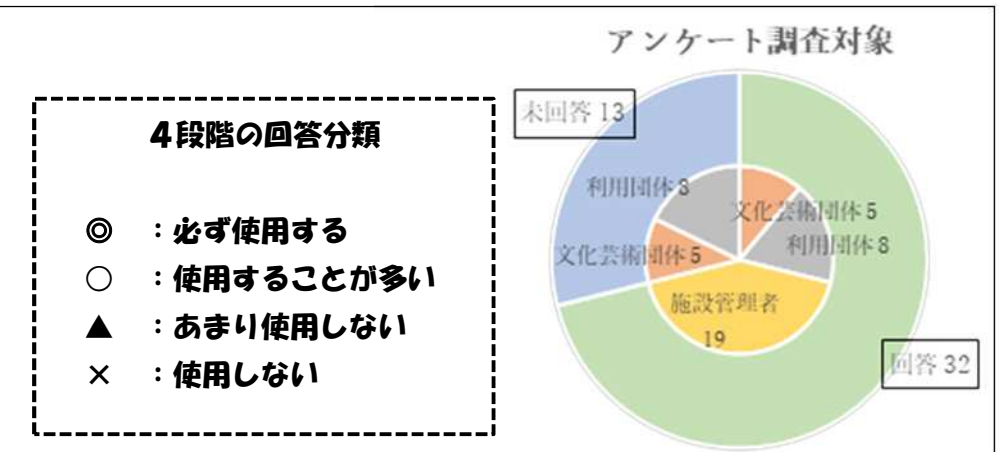 4段階の回答分類
◎ ：必ず使用する
○ ：使用することが多い
▲ ：あまり使用しない
× ：使用しない
アンケート調査対象
未回答 13
利用団体 8
文化芸術団体 5
文化芸術団体 5
利用団体 8
施設管理者
19
回答 32